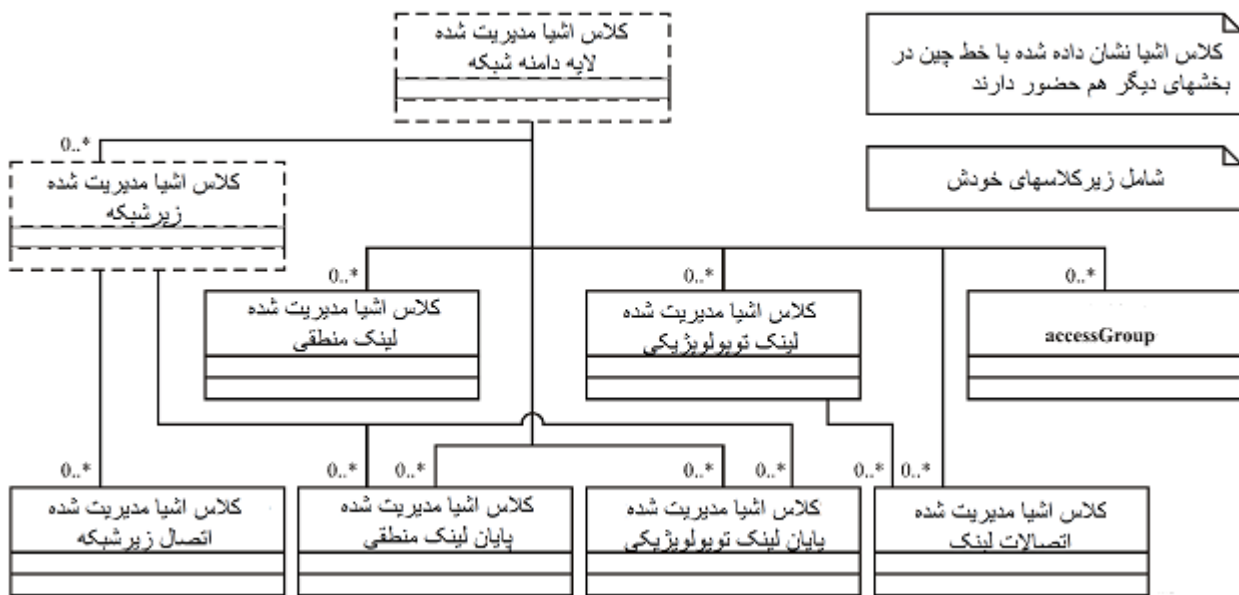 کلاس اشیا مدیریت شده
لایه دامنه شبکه
کلاس اشیا نشان داده شده با خط چین در
بخشهای دیگر هم حضور دارند
شامل زیرکلاسهای خودش
0..*
کلاس اشیا مدیریت شده
زیرشبکه
0..*
0..*
0..*
کلاس اشیا مدیریت شده
لینک منطقی
کلاس اشیا مدیریت شده
لینک توپولوژیکی
accessGroup
0..*
0..*
0..*
0..*
0..*
0..*
0..*
کلاس اشیا مدیریت شده
اتصال زیرشبکه
کلاس اشیا مدیریت شده
پایان لینک منطقی
کلاس اشیا مدیریت شده
پایان لینک توپولوژیکی
کلاس اشیا مدیریت شده
اتصالات لینک